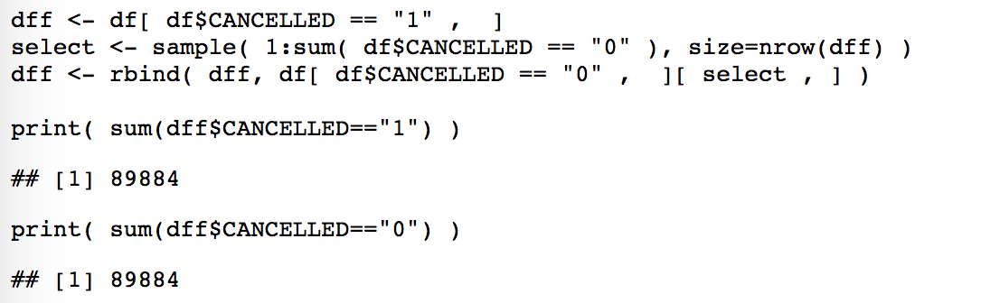 dff <- df[ df$CANCELLED == "1" ,  ]
select <- sample( 1:sum( df$CANCELLED == "0" ), size=nrow(dff) )
dff <- rbind( dff, df[ df$CANCELLED == "0" ,  ][ select , ] )
print( sum(dff$CANCELLED=="1") )
## [1] 89884
print( sum(dff$CANCELLED=="0") )
## [1] 89884